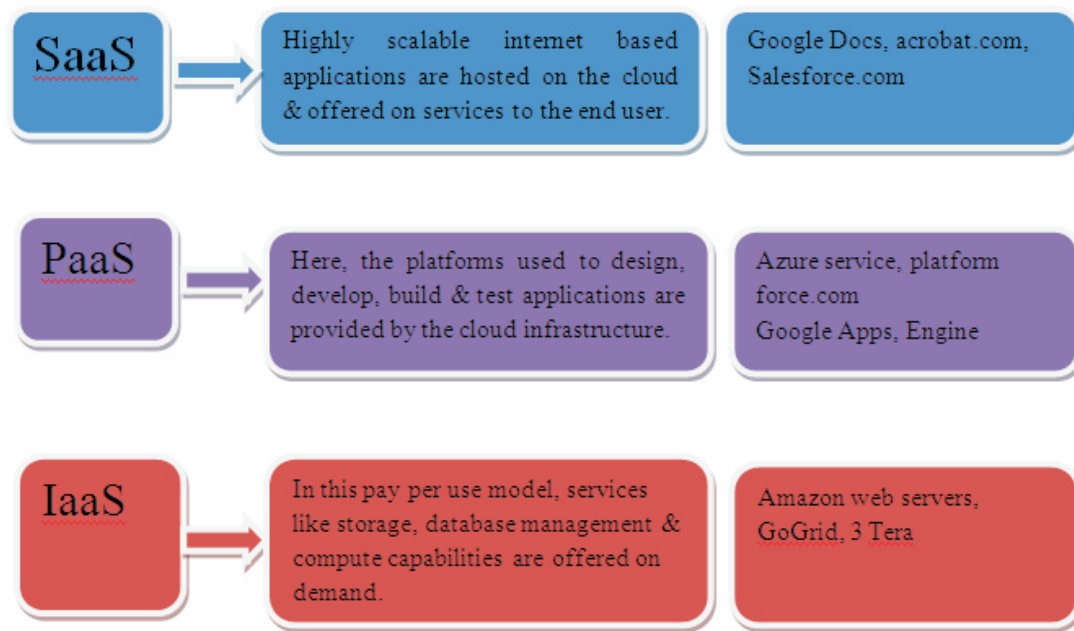 SaaS
Highly scalable internet based
applications are hosted on the cloud
& offered on services to the end user.
Google Docs, acrobat.com,
Salesforce.com
PaaS
Here, the platforms used to design,
develop, build & test applications are
provided by the cloud infrastructure.
Azure service, platform
force.com
Google Apps, Engine
IaaS
In this pay per use model, services
like storage, database management &
compute capabilities are offered on
demand.
Amazon web servers,
GoGrid, 3 Tera